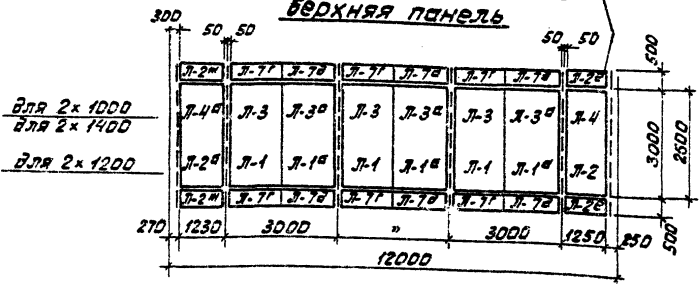 верхняя панель
300
50 50
50 50
500
Л-2ж Л-7г Л-7д Л-7г Л-7д Л-7г Л-7д Л-2е
для 2×1000
для 2×1400
Л-4а Л-3 Л-3а Л-3 Л-3а Л-3 Л-3а Л-4
3000
2500
для 2×1200
Л-2а Л-1 Л-1а Л-1 Л-1а Л-1 Л-1а Л-2
Л-2ж Л-7г Л-7д Л-7г Л-7д Л-7г Л-7д Л-2е
270 1230 3000 » 3000 1250 250
500
12000